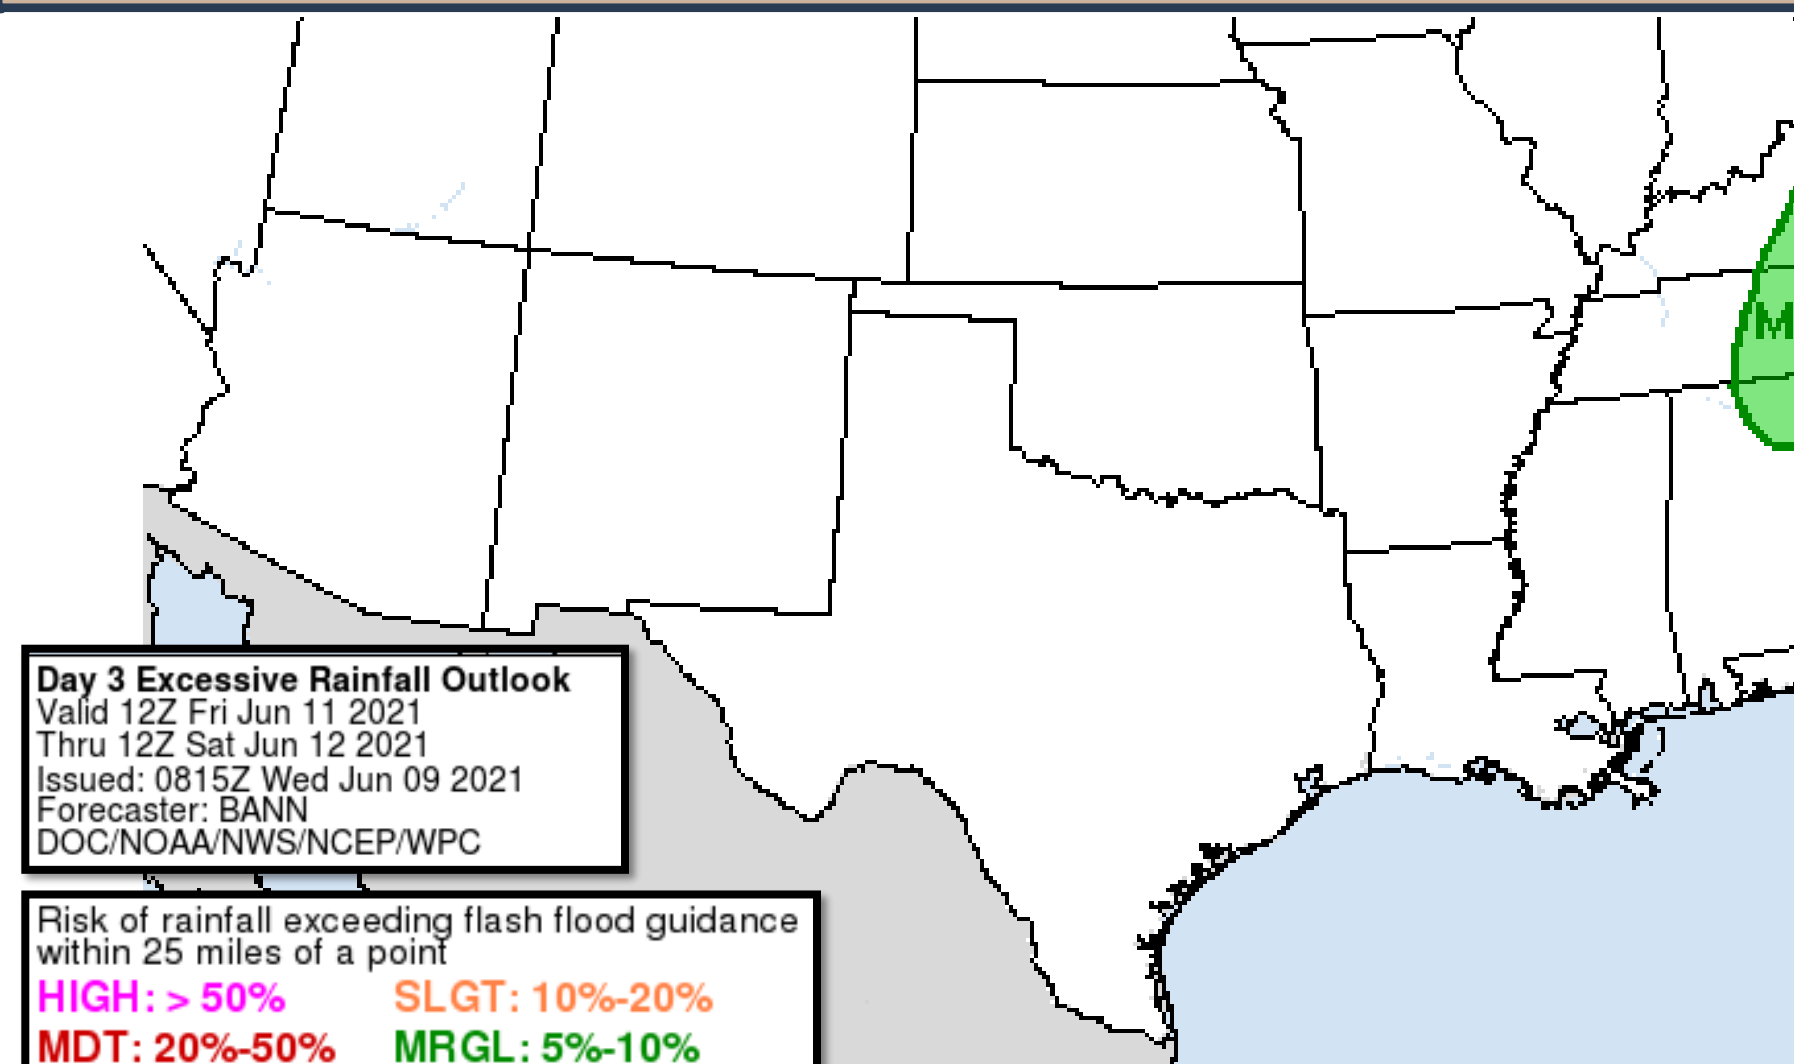 M
Day 3 Excessive Rainfall Outlook
Valid 12Z Fri Jun 11 2021
Thru 12Z Sat Jun 12 2021
Issued: 0815Z Wed Jun 09 2021
Forecaster: BANN
DOC/NOAA/NWS/NCEP/WPC
Risk of rainfall exceeding flash flood guidance
within 25 miles of a point
HIGH: > 50% SLGT: 10%-20%
MDT: 20%-50% MRGL: 5%-10%